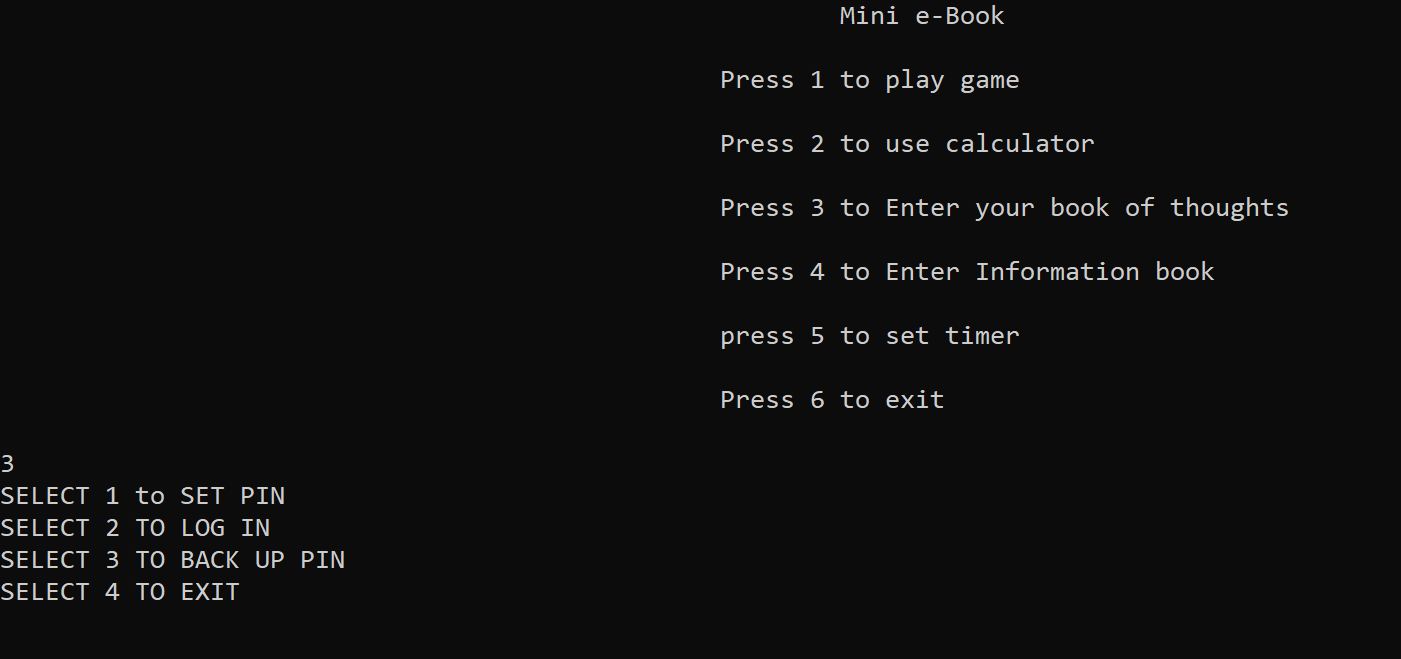 Mini e-Book
Press 1 to play game
Press 2 to use calculator
Press 3 to Enter your book of thoughts
Press 4 to Enter Information book
press 5 to set timer
Press 6 to exit
3
SELECT 1 to SET PIN
SELECT 2 TO LOG IN
SELECT 3 TO BACK UP PIN
SELECT 4 TO EXIT